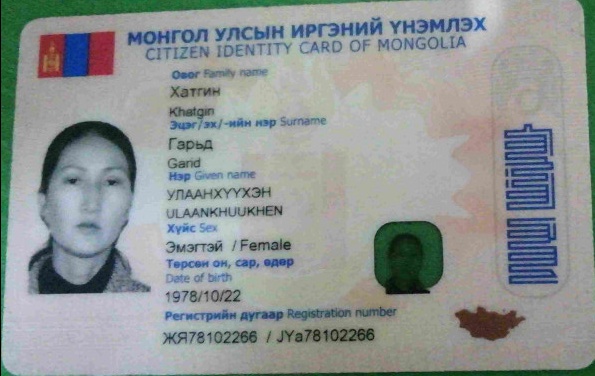 МОНГОЛ УЛСЫН ИРГЭНИЙ ҮНЭМЛЭХ
CITIZEN IDENTITY CARD OF MONGOLIA
Овог Family name
Хатгин
Khatgin
Эцэг/эх/-ийн нэр Surname
Гарьд
Garid
Нэр Given name
УЛААНХҮҮХЭН
ULAANKHUUKHEN
Хүйс Sex
Эмэгтэй / Female
Төрсөн он, сар, өдөр
Date of birth
1978/10/22
Регистрийн дугаар Registration number
ЖЯ78102266 / JYa78102266